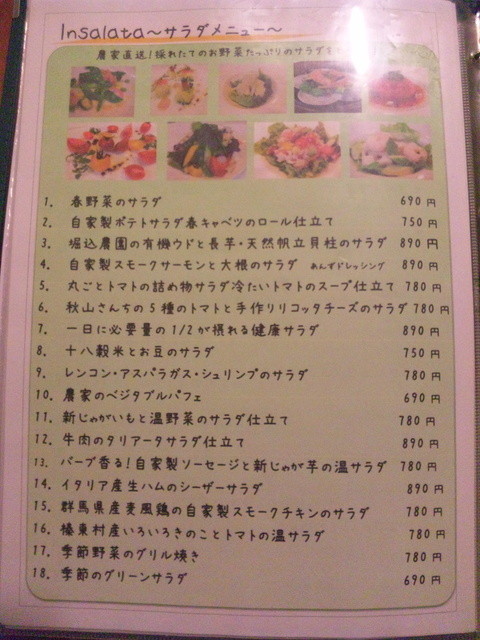 Insalata～サラダメニュー～
農家直送!採れたてのお野菜たっぷりのサラダを
1. 春野菜のサラダ 690円
2. 自家製ポテトサラダ春キャベツのロール仕立て 750円
3. 堀込農園の有機ウドと長芋・天然帆立貝柱のサラダ 890円
4. 自家製スモークサーモンと大根のサラダ あんずドレッシング 890円
5. 丸ごとトマトの詰め物サラダ冷たいトマトのスープ仕立て 780円
6. 秋山さんちの5種のトマトと手作りリコッタチーズのサラダ 780円
7. 一日に必要量の1/2が摂れる健康サラダ 890円
8. 十八穀米とお豆のサラダ 750円
9. レンコン・アスパラガス・シュリンプのサラダ 780円
10. 農家のベジタブルパフェ 690円
11. 新じゃがいもと温野菜のサラダ仕立て 780円
12. 牛肉のタリアータサラダ仕立て 890円
13. ハーブ香る!自家製ソーセージと新じゃが芋の温サラダ 780円
14. イタリア産生ハムのシーザーサラダ 890円
15. 群馬県産麦風鶏の自家製スモークチキンのサラダ 780円
16. 榛東村産いろいろきのことトマトの温サラダ 780円
17. 季節野菜のグリル焼き 780円
18. 季節のグリーンサラダ 690円